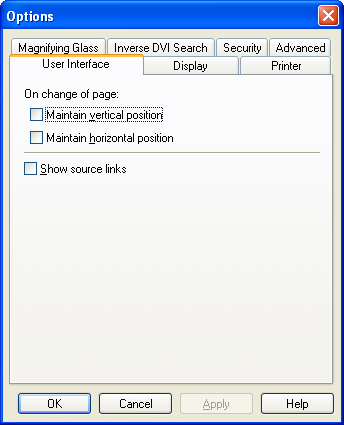 Options
Magnifying Glass Inverse DVI Search Security Advanced
User Interface Display Printer
On change of page:
Maintain vertical position
Maintain horizontal position
Show source links
OK Cancel Apply Help